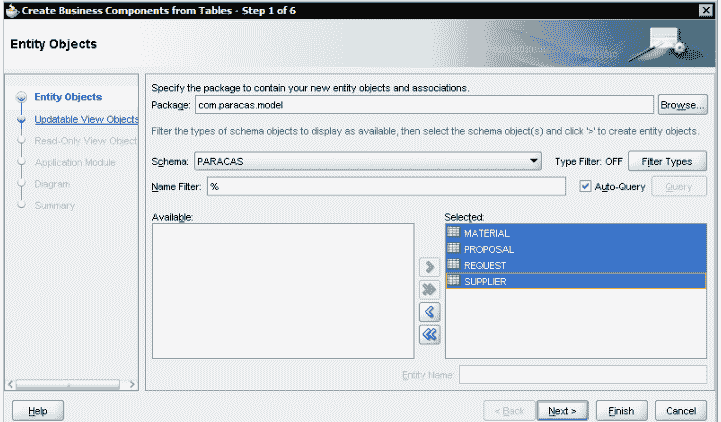 Create Business Components from Tables - Step 1 of 6
Entity Objects
Entity Objects
Updatable View Objects
Read-Only View Object
Application Module
Diagram
Summary
Specify the package to contain your new entity objects and associations.
Package: com.paracas.model Browse...
Filter the types of schema objects to display as available, then select the schema object(s) and click '>' to create entity objects.
Schema: PARACAS Type Filter: OFF Filter Types
Name Filter: % Auto-Query Query
Available: Selected:
MATERIAL
PROPOSAL
REQUEST
SUPPLIER
Entity Name:
Help < Back Next > Finish Cancel